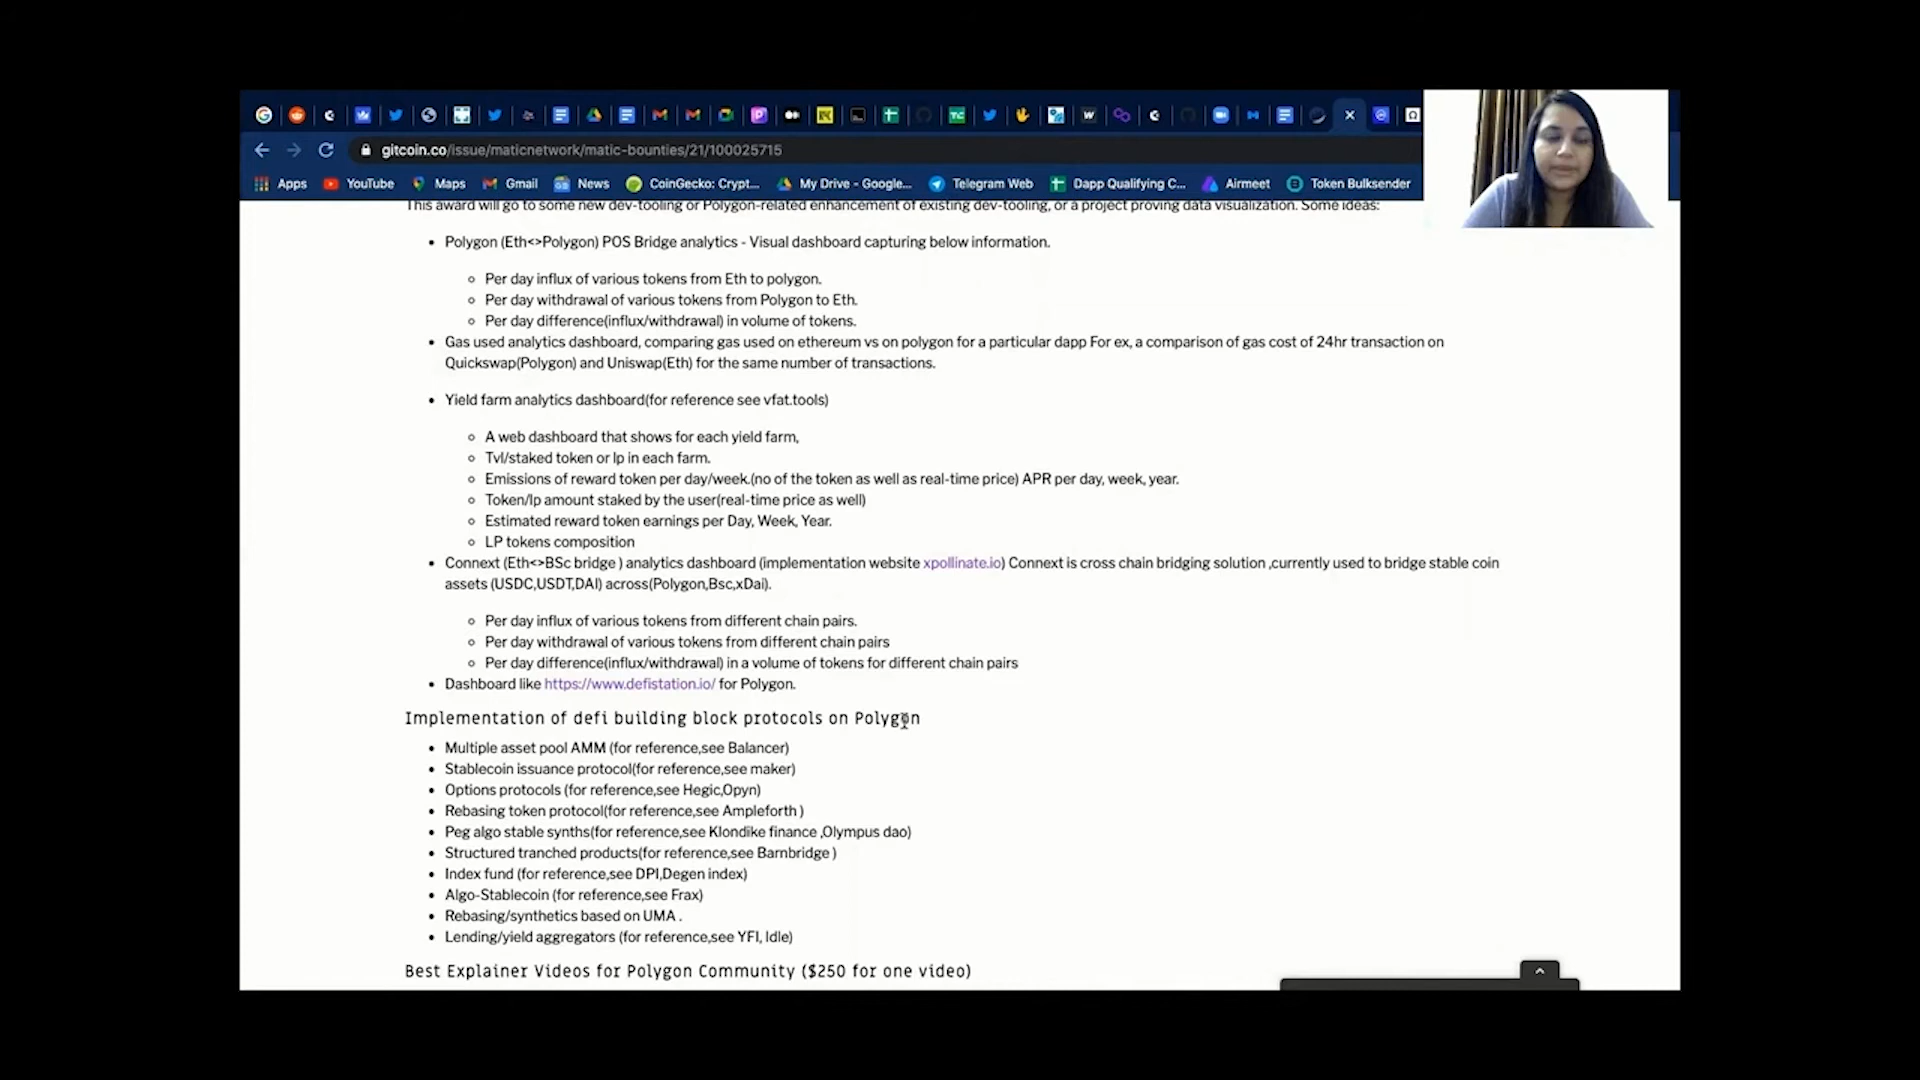 gitcoin.co/issue/maticnetwork/matic-bounties/21/100025715
Apps YouTube Maps Gmail News CoinGecko: Crypt... My Drive - Google... Telegram Web Dapp Qualifying C... Airmeet Token Bulksender
This award will go to some new dev-tooling or Polygon-related enhancement of existing dev-tooling, or a project proving data visualization. Some ideas:
Polygon (Eth<>Polygon) POS Bridge analytics - Visual dashboard capturing below information.
Per day influx of various tokens from Eth to polygon.
Per day withdrawal of various tokens from Polygon to Eth.
Per day difference(influx/withdrawal) in volume of tokens.
Gas used analytics dashboard, comparing gas used on ethereum vs on polygon for a particular dapp For ex, a comparison of gas cost of 24hr transaction on
Quickswap(Polygon) and Uniswap(Eth) for the same number of transactions.
Yield farm analytics dashboard(for reference see vfat.tools)
A web dashboard that shows for each yield farm,
Tvl/staked token or lp in each farm.
Emissions of reward token per day/week.(no of the token as well as real-time price) APR per day, week, year.
Token/lp amount staked by the user(real-time price as well)
Estimated reward token earnings per Day, Week, Year.
LP tokens composition
Connext (Eth<>BSc bridge ) analytics dashboard (implementation website xpollinate.io) Connext is cross chain bridging solution ,currently used to bridge stable coin
assets (USDC,USDT,DAI) across(Polygon,Bsc,xDai).
Per day influx of various tokens from different chain pairs.
Per day withdrawal of various tokens from different chain pairs
Per day difference(influx/withdrawal) in a volume of tokens for different chain pairs
Dashboard like https://www.defistation.io/ for Polygon.
Implementation of defi building block protocols on Polygon
Multiple asset pool AMM (for reference,see Balancer)
Stablecoin issuance protocol(for reference,see maker)
Options protocols (for reference,see Hegic,Opyn)
Rebasing token protocol(for reference,see Ampleforth )
Peg algo stable synths(for reference,see Klondike finance ,Olympus dao)
Structured tranched products(for reference,see Barnbridge )
Index fund (for reference,see DPI,Degen index)
Algo-Stablecoin (for reference,see Frax)
Rebasing/synthetics based on UMA .
Lending/yield aggregators (for reference,see YFI, Idle)
Best Explainer Videos for Polygon Community ($250 for one video)